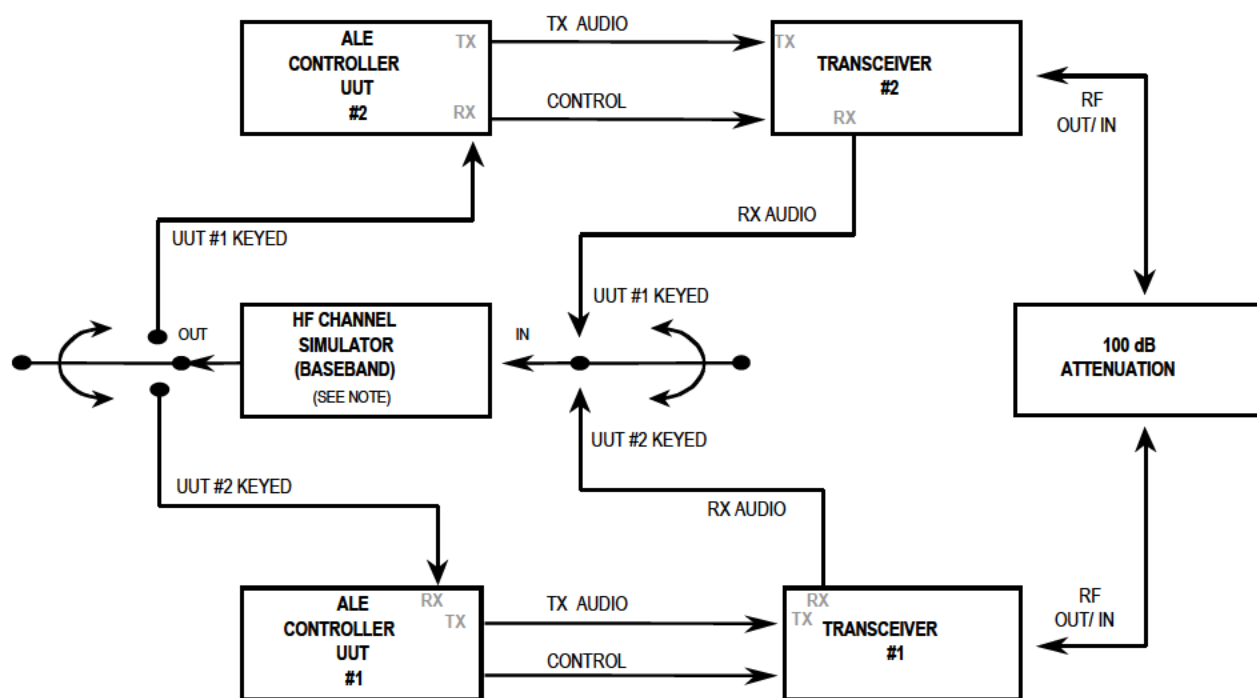 ALE
CONTROLLER
UUT
#2
TX
RX
TX AUDIO
CONTROL
TX
TRANSCEIVER
#2
RX
RF
OUT/ IN
RX AUDIO
UUT #1 KEYED
UUT #1 KEYED
OUT
HF CHANNEL
SIMULATOR
(BASEBAND)
(SEE NOTE)
IN
100 dB
ATTENUATION
UUT #2 KEYED
UUT #2 KEYED
RX AUDIO
ALE
CONTROLLER
UUT
#1
RX
TX
TX AUDIO
CONTROL
RX
TX
TRANSCEIVER
#1
RF
OUT/ IN